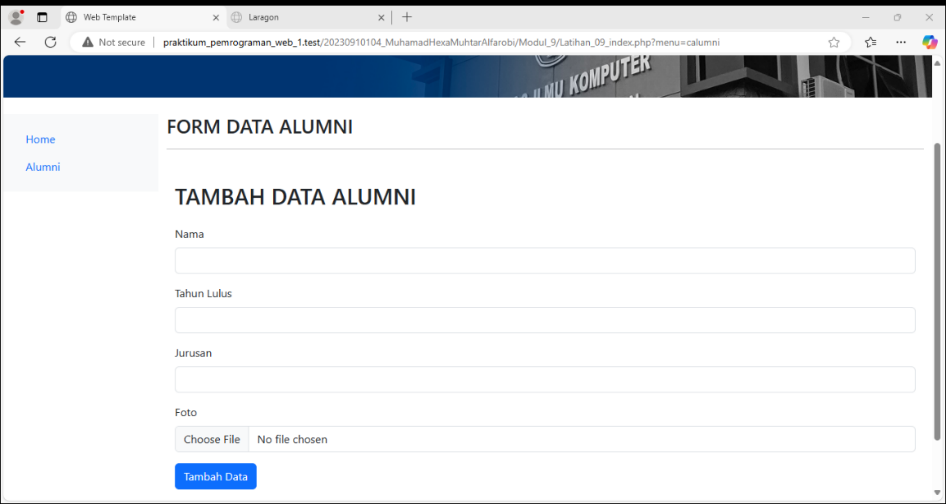 Web Template
Laragon
Not secure
praktikum_pemrograman_web_1.test/20230910104_MuhamadHexaMuhtarAlfarobi/Modul_9/Latihan_09_index.php?menu=calumni
ILMU KOMPUTER
Home
Alumni
FORM DATA ALUMNI
TAMBAH DATA ALUMNI
Nama
Tahun Lulus
Jurusan
Foto
Choose File No file chosen
Tambah Data